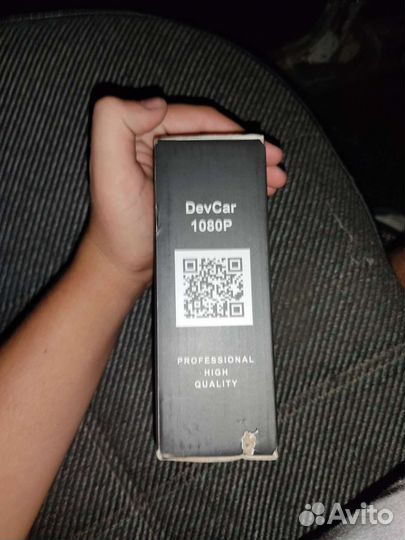 DevCar
1080P
PROFESSIONAL
HIGH
QUALITY
Avito